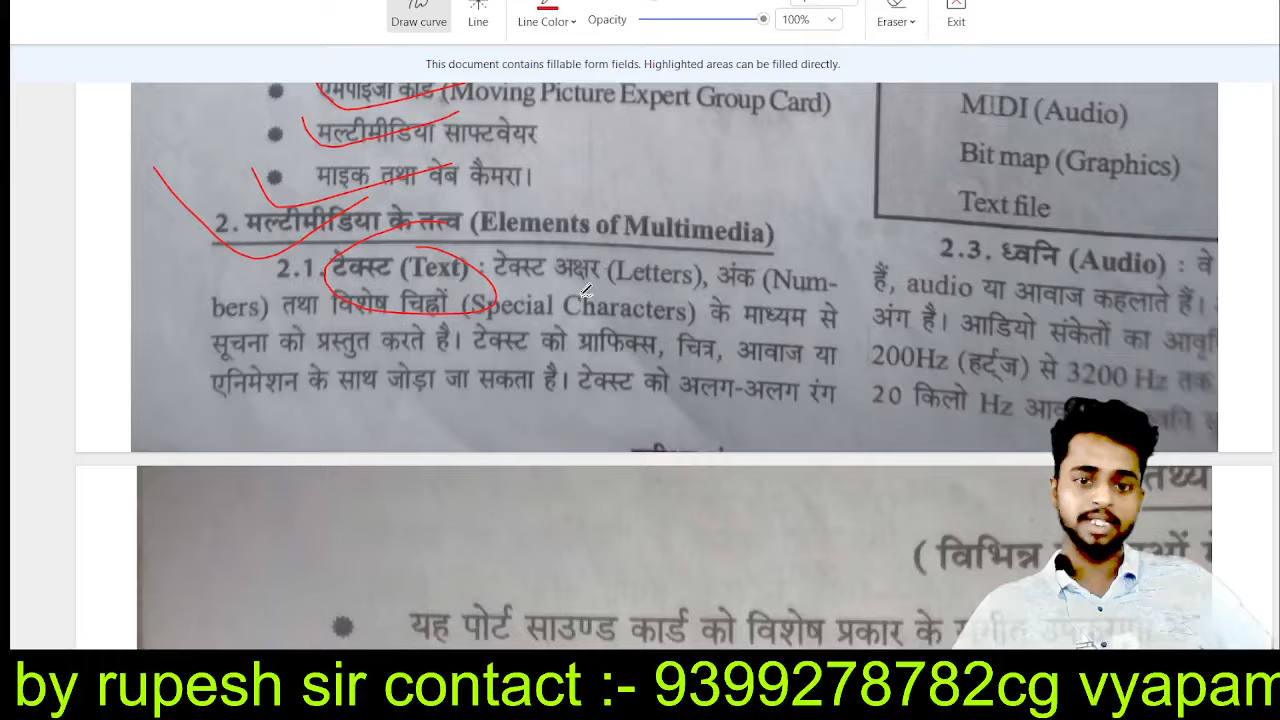 Draw curve
Line
Line Color
Opacity
100%
Eraser
Exit
This document contains fillable form fields. Highlighted areas can be filled directly.
एमपीईजी कार्ड (Moving Picture Expert Group Card)
मल्टीमीडिया साफ्टवेयर
माइक तथा वेब कैमरा।
2. मल्टीमीडिया के तत्व (Elements of Multimedia)
2.1. टेक्स्ट (Text) : टेक्स्ट अक्षर (Letters), अंक (Num-
bers) तथा विशेष चिह्नों (Special Characters) के माध्यम से
सूचना को प्रस्तुत करते है। टेक्स्ट को ग्राफिक्स, चित्र, आवाज या
एनिमेशन के साथ जोड़ा जा सकता है। टेक्स्ट को अलग-अलग रंग
MIDI (Audio)
Bit map (Graphics)
Text file
2.3. ध्वनि (Audio) : वे
हैं, audio या आवाज कहलाते हैं।
अंग है। आडियो संकेतों का
200Hz (हर्ट्ज) से 3200 Hz तक
20 किलो Hz
तथ्य
( विभिन्न
यह पोर्ट साउण्ड कार्ड को विशेष प्रकार के
by rupesh sir contact :- 9399278782cg vyapam